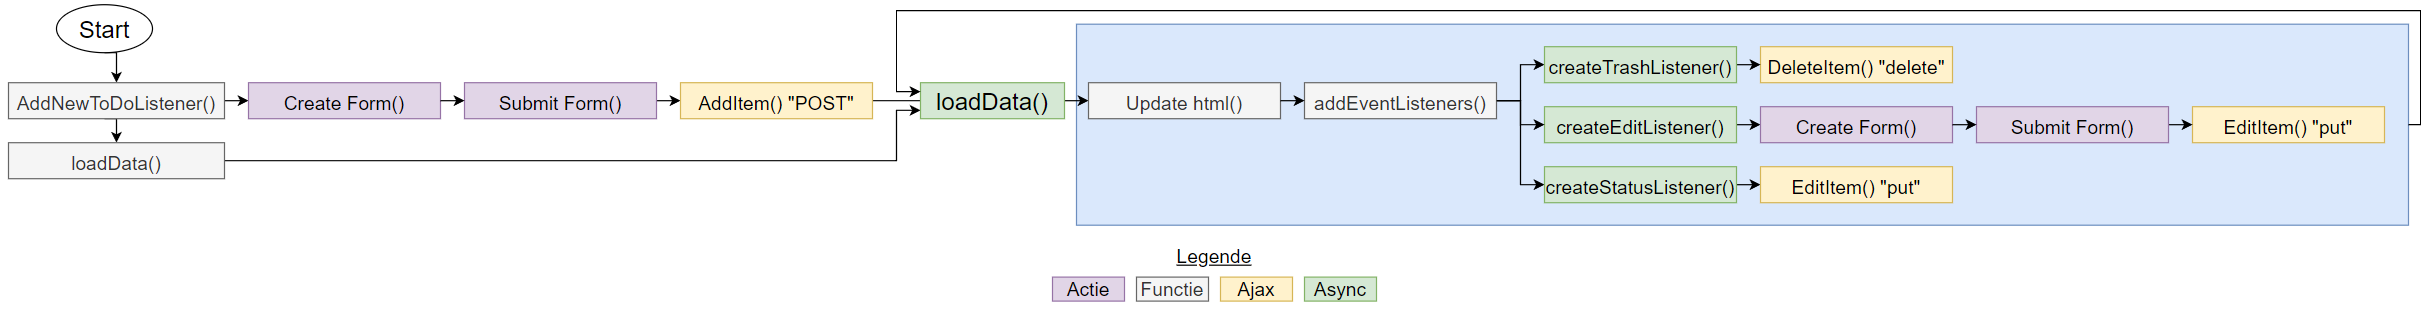 Start
AddNewToDoListener()
Create Form()
Submit Form()
AddItem() "POST"
loadData()
loadData()
Update html()
addEventListeners()
createTrashListener()
DeleteItem() "delete"
createEditListener()
Create Form()
Submit Form()
EditItem() "put"
createStatusListener()
EditItem() "put"
Legende
Actie
Functie
Ajax
Async